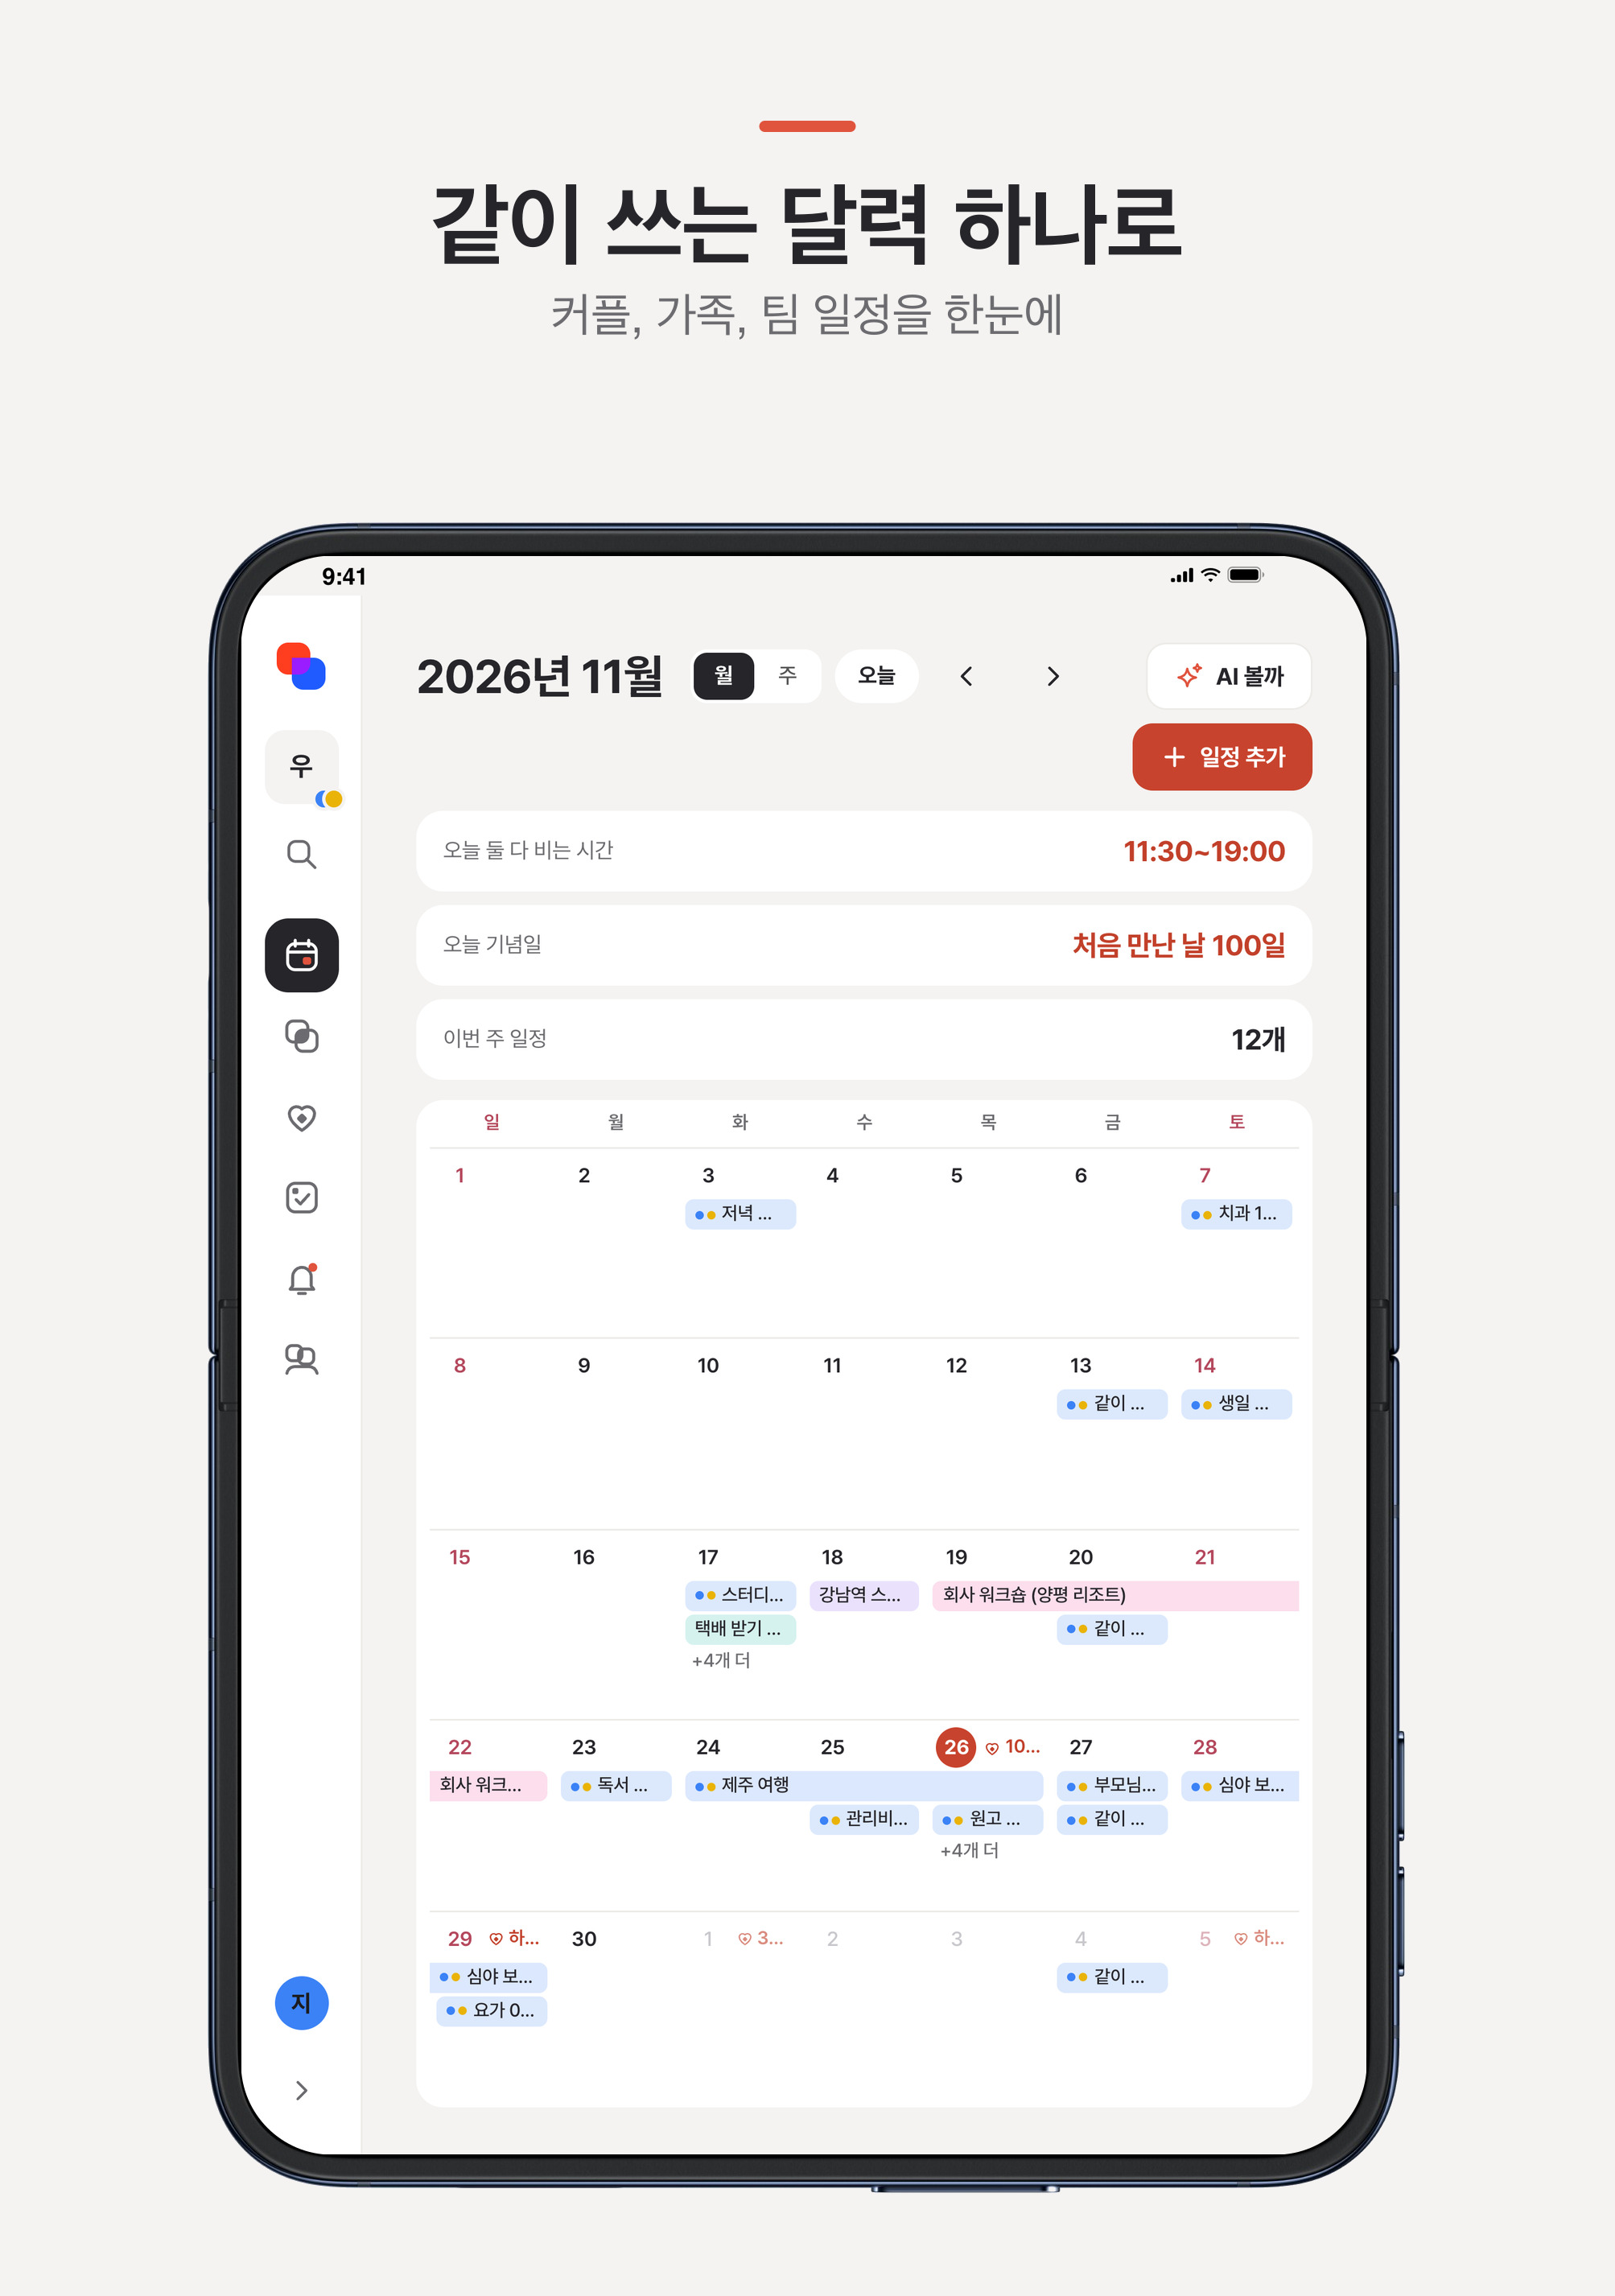 같이 쓰는 달력 하나로
커플, 가족, 팀 일정을 한눈에
9:41
2026년 11월 월 주 오늘 AI 볼까
우
일정 추가
오늘 둘 다 비는 시간 11:30~19:00
오늘 기념일 처음 만난 날 100일
이번 주 일정 12개
일 월 화 수 목 금 토
1 2 3 4 5 6 7
저녁 ... 치과 1...
8 9 10 11 12 13 14
같이 ... 생일 ...
15 16 17 18 19 20 21
스터디... 강남역 스... 회사 워크숍 (양평 리조트)
택배 받기 ... 같이 ...
+4개 더
22 23 24 25 26 10... 27 28
회사 워크... 독서 ... 제주 여행 부모님... 심야 보...
관리비... 원고 ... 같이 ...
+4개 더
29 하... 30 1 3... 2 3 4 5 하...
심야 보... 같이 ...
요가 0...
지